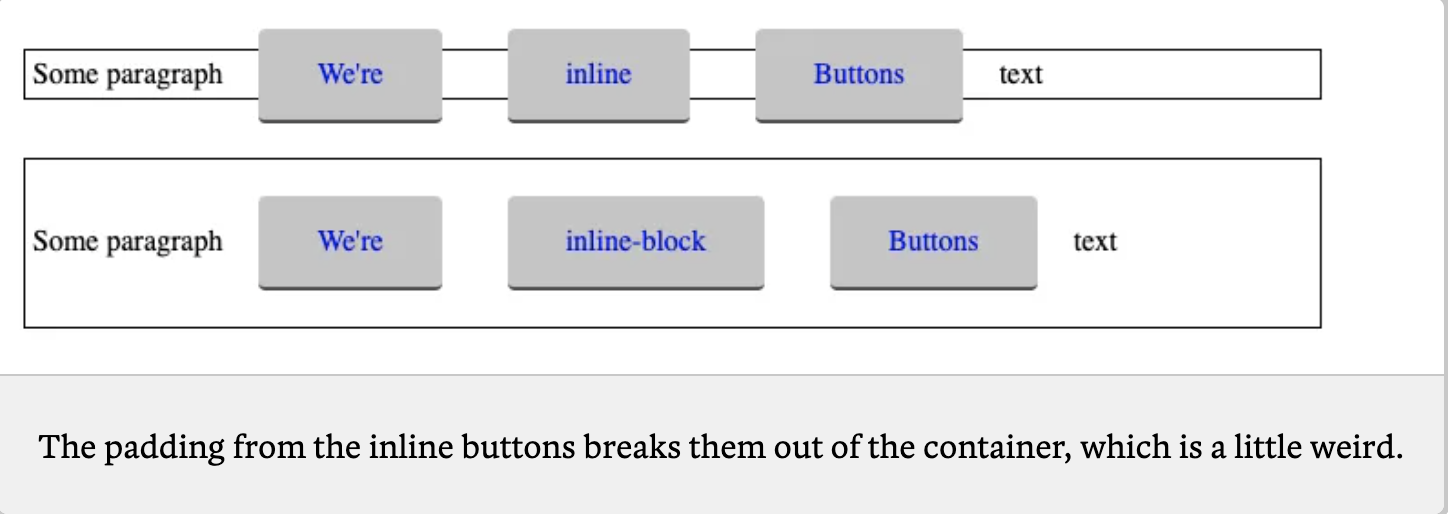 Some paragraph We're inline Buttons text
Some paragraph We're inline-block Buttons text
The padding from the inline buttons breaks them out of the container, which is a little weird.